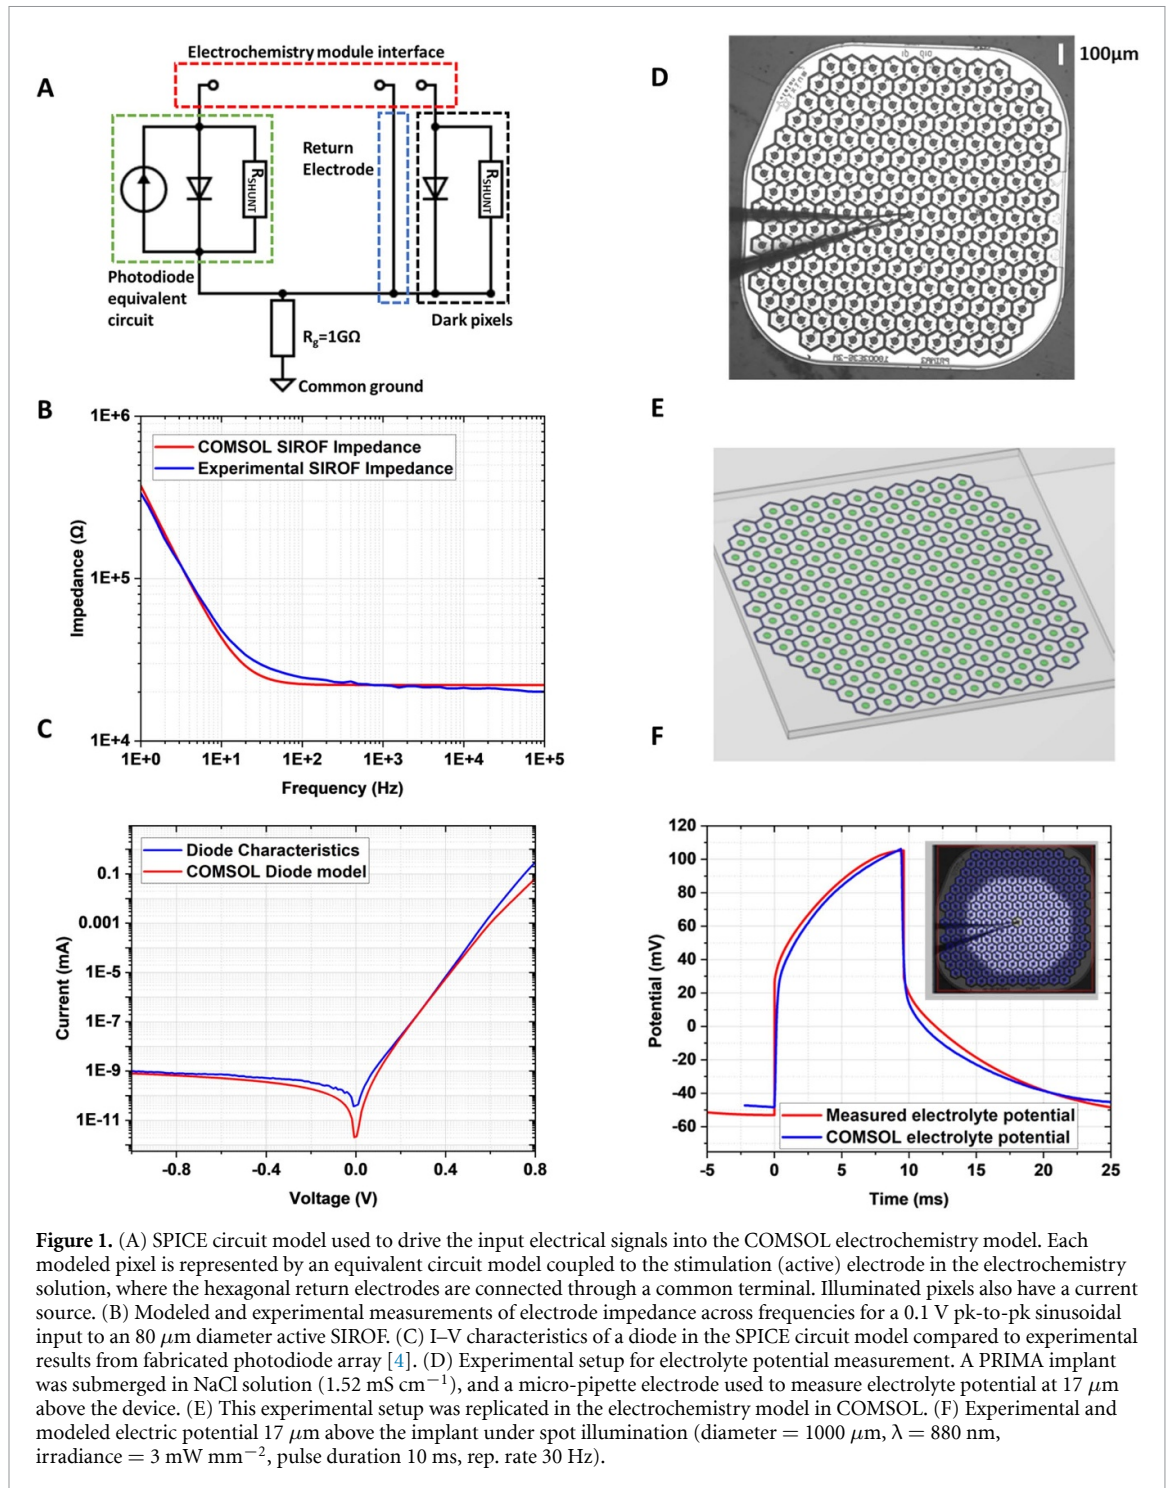 A
Electrochemistry module interface
Return
Electrode
R_SHUNT
R_SHUNT
Photodiode
equivalent
circuit
Dark pixels
R_g=1GΩ
Common ground
D
100µm
B
1E+6
COMSOL SIROF Impedance
Experimental SIROF Impedance
1E+5
Impedance (Ω)
1E+4
1E+0 1E+1 1E+2 1E+3 1E+4 1E+5
Frequency (Hz)
E
C
Diode Characteristics
COMSOL Diode model
0.1
0.001
1E-5
1E-7
1E-9
1E-11
Current (mA)
-0.8 -0.4 0.0 0.4 0.8
Voltage (V)
F
120
100
80
60
40
20
0
-20
-40
-60
Potential (mV)
Measured electrolyte potential
COMSOL electrolyte potential
-5 0 5 10 15 20 25
Time (ms)
Figure 1. (A) SPICE circuit model used to drive the input electrical signals into the COMSOL electrochemistry model. Each
modeled pixel is represented by an equivalent circuit model coupled to the stimulation (active) electrode in the electrochemistry
solution, where the hexagonal return electrodes are connected through a common terminal. Illuminated pixels also have a current
source. (B) Modeled and experimental measurements of electrode impedance across frequencies for a 0.1 V pk-to-pk sinusoidal
input to an 80 µm diameter active SIROF. (C) I–V characteristics of a diode in the SPICE circuit model compared to experimental
results from fabricated photodiode array [4]. (D) Experimental setup for electrolyte potential measurement. A PRIMA implant
was submerged in NaCl solution (1.52 mS cm⁻¹), and a micro-pipette electrode used to measure electrolyte potential at 17 µm
above the device. (E) This experimental setup was replicated in the electrochemistry model in COMSOL. (F) Experimental and
modeled electric potential 17 µm above the implant under spot illumination (diameter = 1000 µm, λ = 880 nm,
irradiance = 3 mW mm⁻², pulse duration 10 ms, rep. rate 30 Hz).